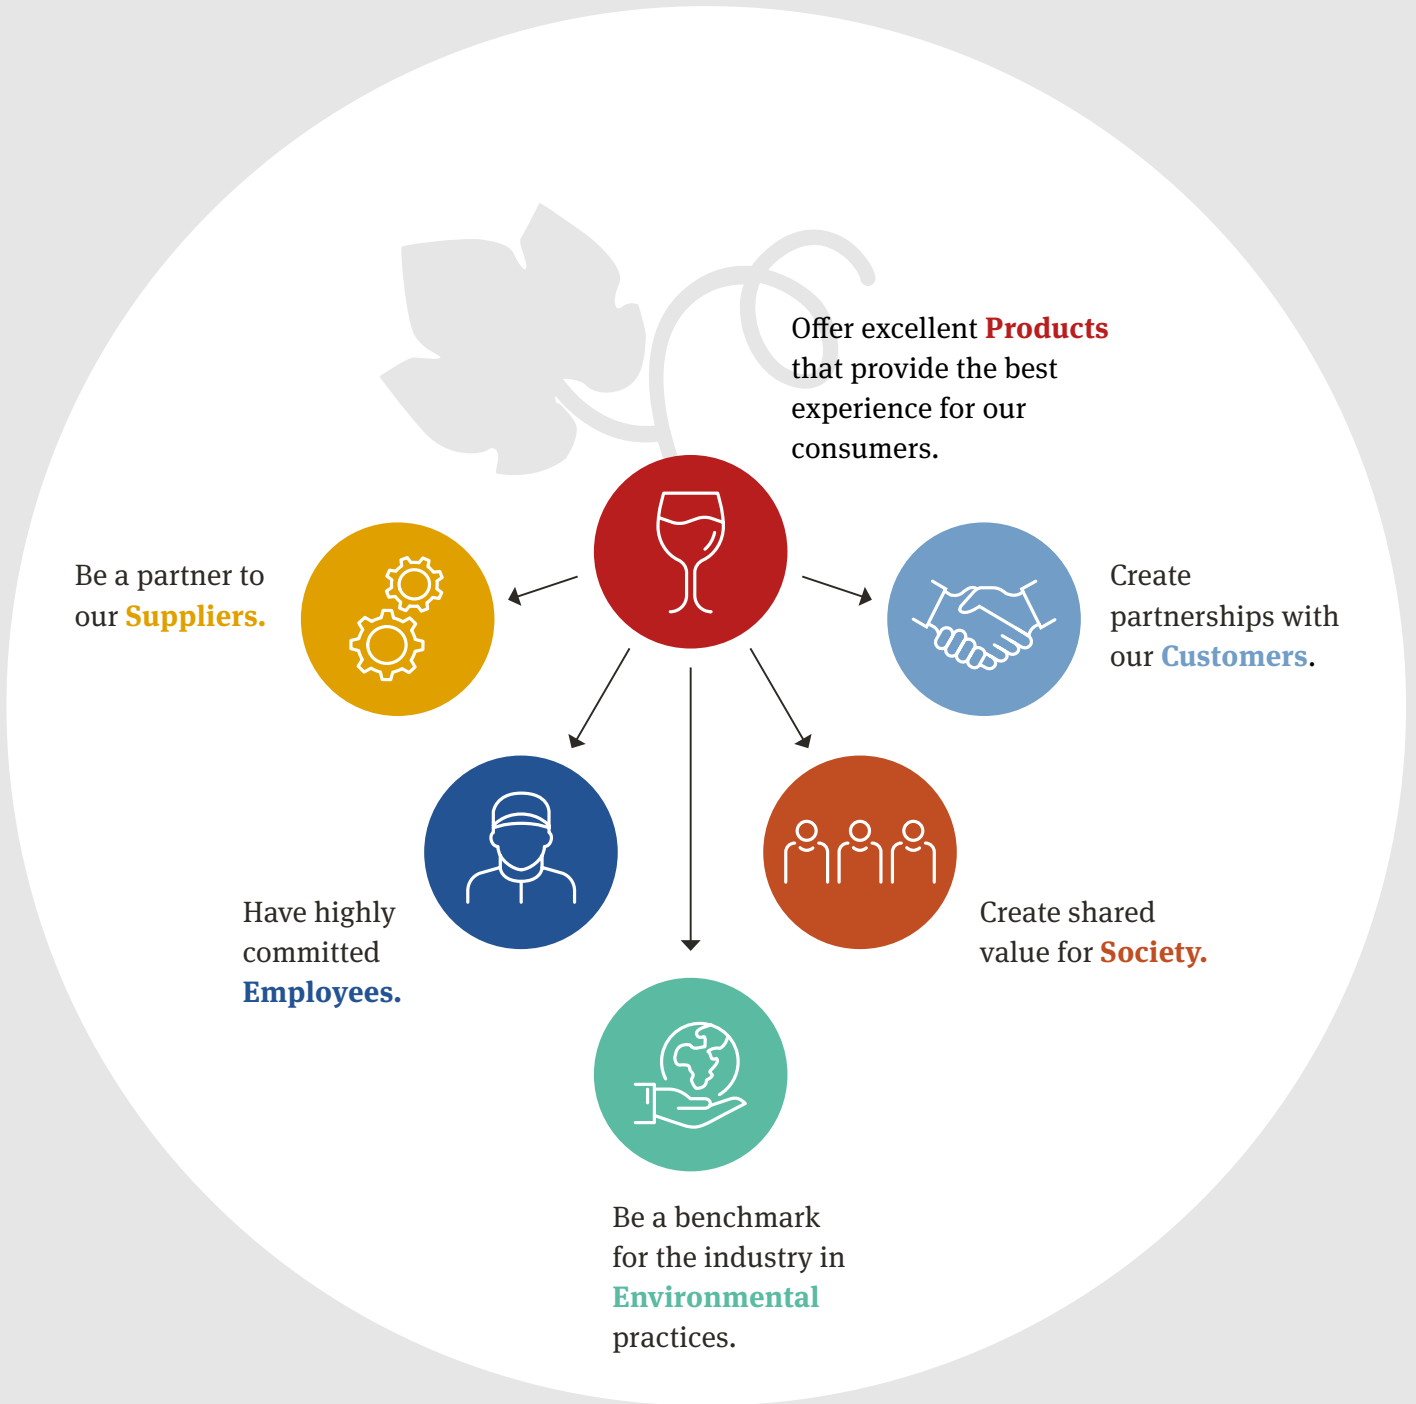 Offer excellent Products
that provide the best
experience for our
consumers.
Be a partner to
our Suppliers.
Create
partnerships with
our Customers.
Have highly
committed
Employees.
Create shared
value for Society.
Be a benchmark
for the industry in
Environmental
practices.